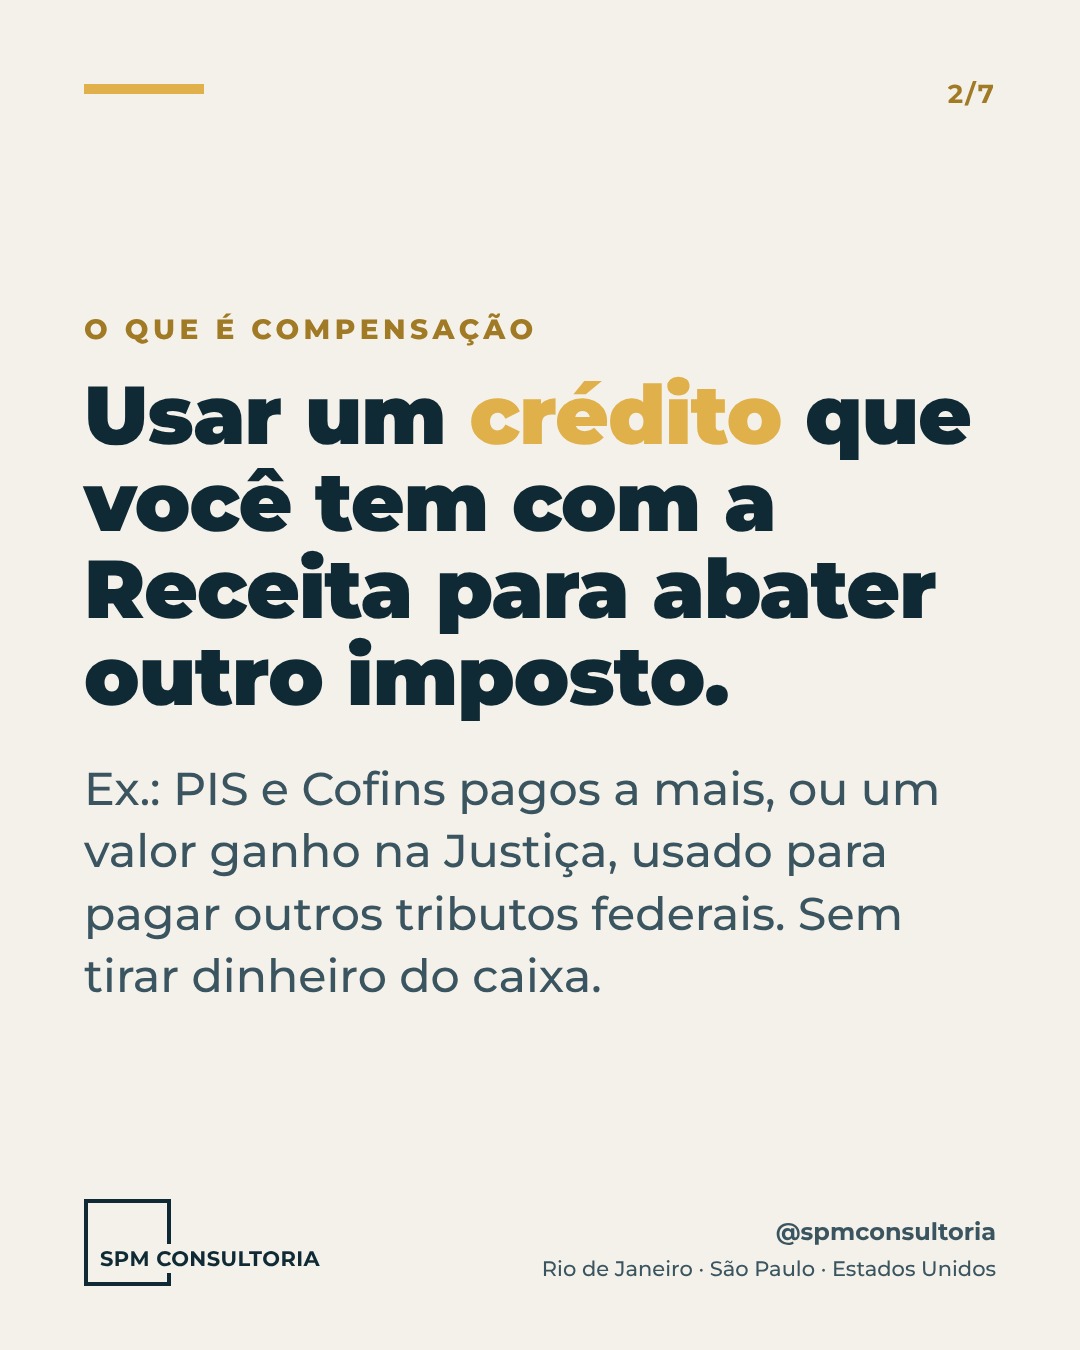 2/7
O QUE É COMPENSAÇÃO
Usar um crédito que
você tem com a
Receita para abater
outro imposto.
Ex.: PIS e Cofins pagos a mais, ou um
valor ganho na Justiça, usado para
pagar outros tributos federais. Sem
tirar dinheiro do caixa.
SPM CONSULTORIA
@spmconsultoria
Rio de Janeiro · São Paulo · Estados Unidos